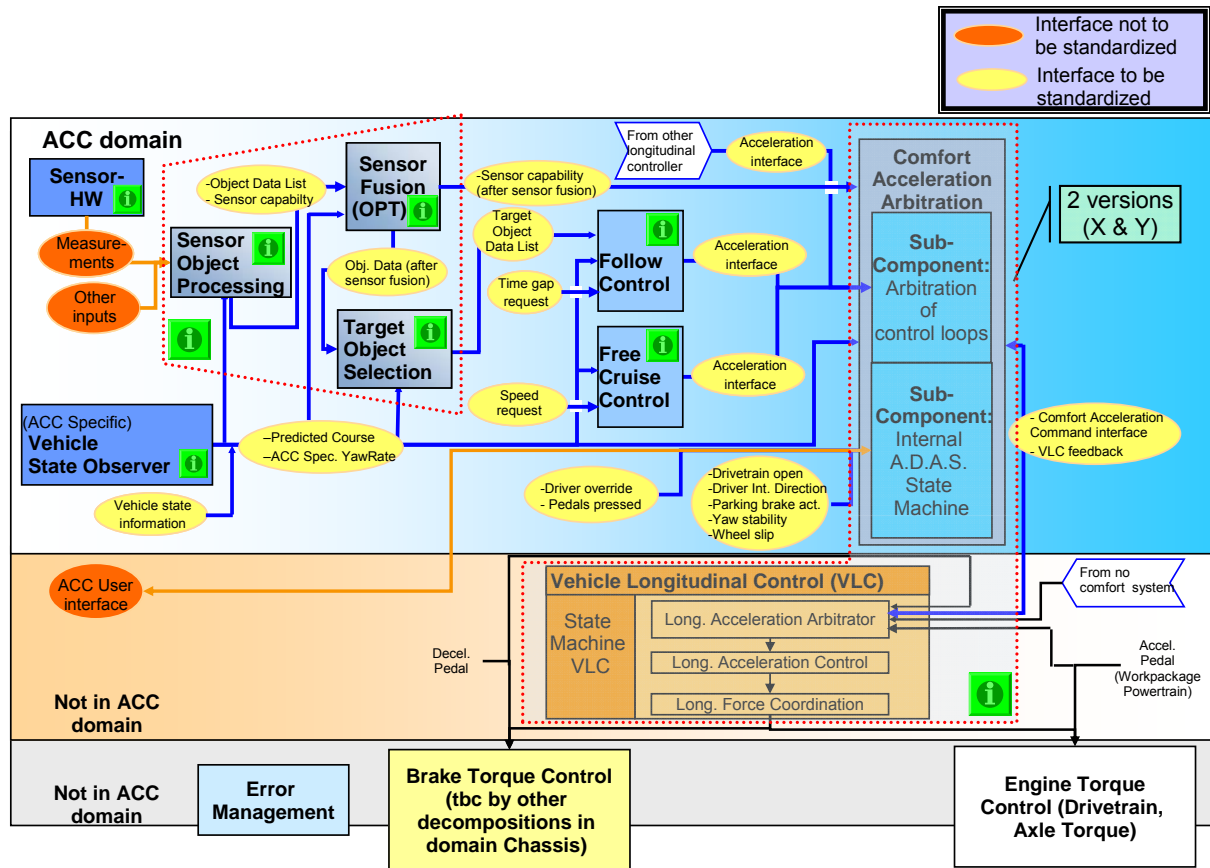 Interface not to
be standardized
Interface to be
standardized
ACC domain
Sensor-
HW
Measure-
ments
Other
inputs
Sensor
Object
Processing
-Object Data List
- Sensor capabilty
Sensor
Fusion
(OPT)
Obj. Data (after
sensor fusion)
Target
Object
Selection
-Sensor capability
(after sensor fusion)
Target
Object
Data List
Time gap
request
Speed
request
From other
longitudinal
controller
Acceleration
interface
Follow
Control
Acceleration
interface
Free
Cruise
Control
Acceleration
interface
Comfort
Acceleration
Arbitration
Sub-
Component:
Arbitration
of
control loops
Sub-
Component:
Internal
A.D.A.S.
State
Machine
2 versions
(X & Y)
(ACC Specific)
Vehicle
State Observer
–Predicted Course
–ACC Spec. YawRate
Vehicle state
information
- Driver override
- Pedals pressed
-Drivetrain open
-Driver Int. Direction
-Parking brake act.
-Yaw stability
-Wheel slip
- Comfort Acceleration
Command interface
- VLC feedback
ACC User
interface
Vehicle Longitudinal Control (VLC)
State
Machine
VLC
Long. Acceleration Arbitrator
Long. Acceleration Control
Long. Force Coordination
From no
comfort system
Decel.
Pedal
Accel.
Pedal
(Workpackage
Powertrain)
Not in ACC
domain
Not in ACC
domain
Error
Management
Brake Torque Control
(tbc by other
decompositions in
domain Chassis)
Engine Torque
Control (Drivetrain,
Axle Torque)